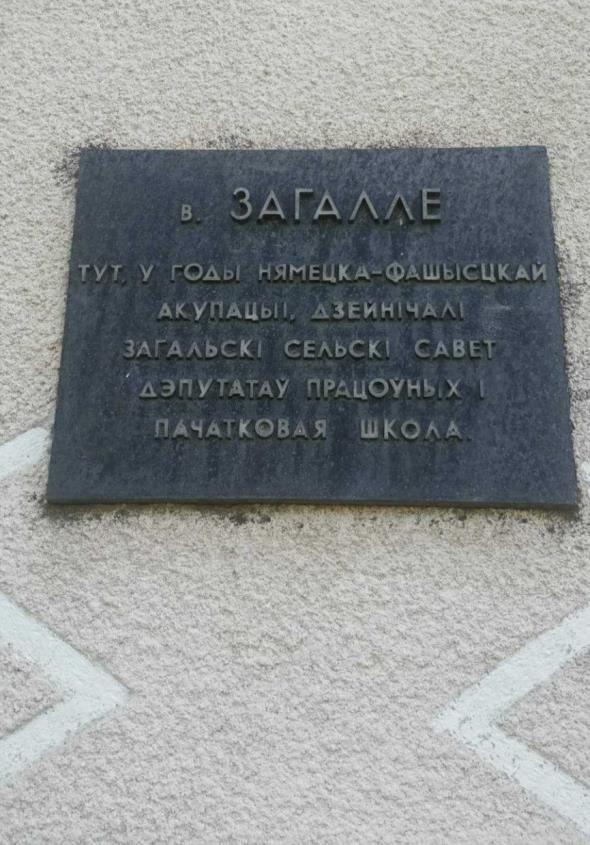 в. ЗАГАЛЛЕ
ТУТ, У ГОДЫ НЯМЕЦКА-ФАШЫСЦКАЙ
АКУПАЦЫІ, ДЗЕЙНІЧАЛІ
ЗАГАЛЬСКІ СЕЛЬСКІ САВЕТ
ДЭПУТАТАЎ ПРАЦОЎНЫХ І
ПАЧАТКОВАЯ ШКОЛА.